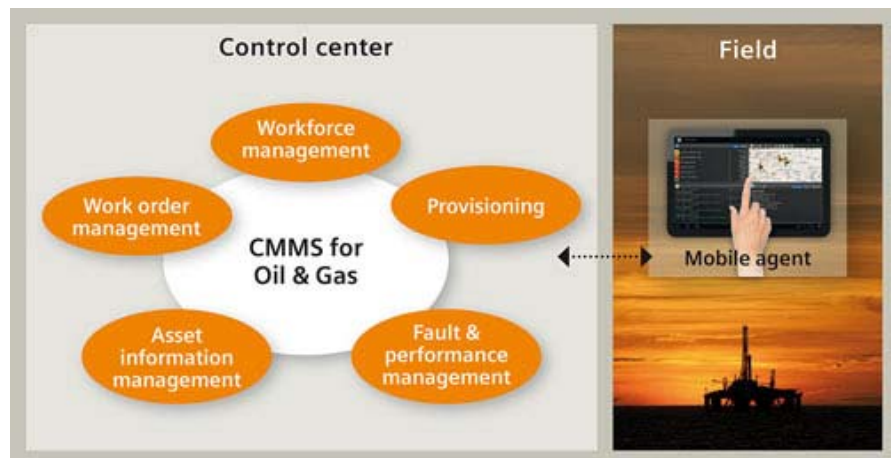 Control center
Field
Workforce
management
Work order
management
Provisioning
CMMS for
Oil & Gas
Mobile agent
Asset
information
management
Fault &
performance
management